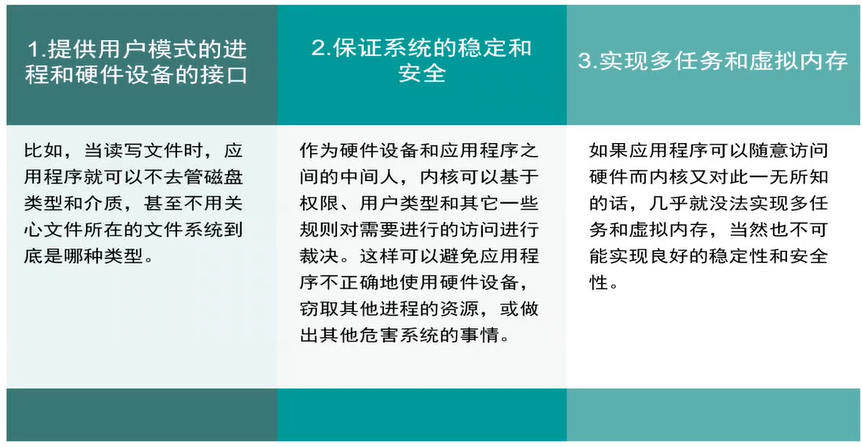 1.提供用户模式的进
程和硬件设备的接口
比如，当读写文件时，应
用程序就可以不去管磁盘
类型和介质，甚至不用关
心文件所在的文件系统到
底是哪种类型。
2.保证系统的稳定和
安全
作为硬件设备和应用程序之
间的中间人，内核可以基于
权限、用户类型和其它一些
规则对需要进行的访问进行
裁决。这样可以避免应用程
序不正确地使用硬件设备，
窃取其他进程的资源，或做
出其他危害系统的事情。
3.实现多任务和虚拟内存
如果应用程序可以随意访问
硬件而内核又对此一无所知
的话，几乎就没法实现多任
务和虚拟内存，当然也不可
能实现良好的稳定性和安全
性。